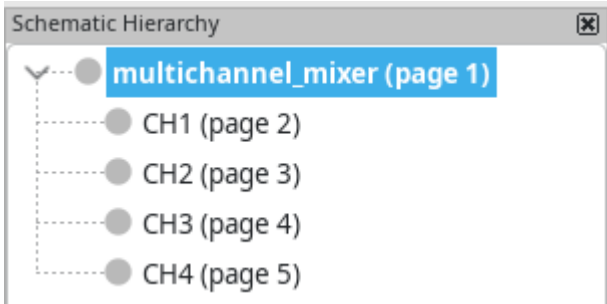 Schematic Hierarchy
multichannel_mixer (page 1)
CH1 (page 2)
CH2 (page 3)
CH3 (page 4)
CH4 (page 5)